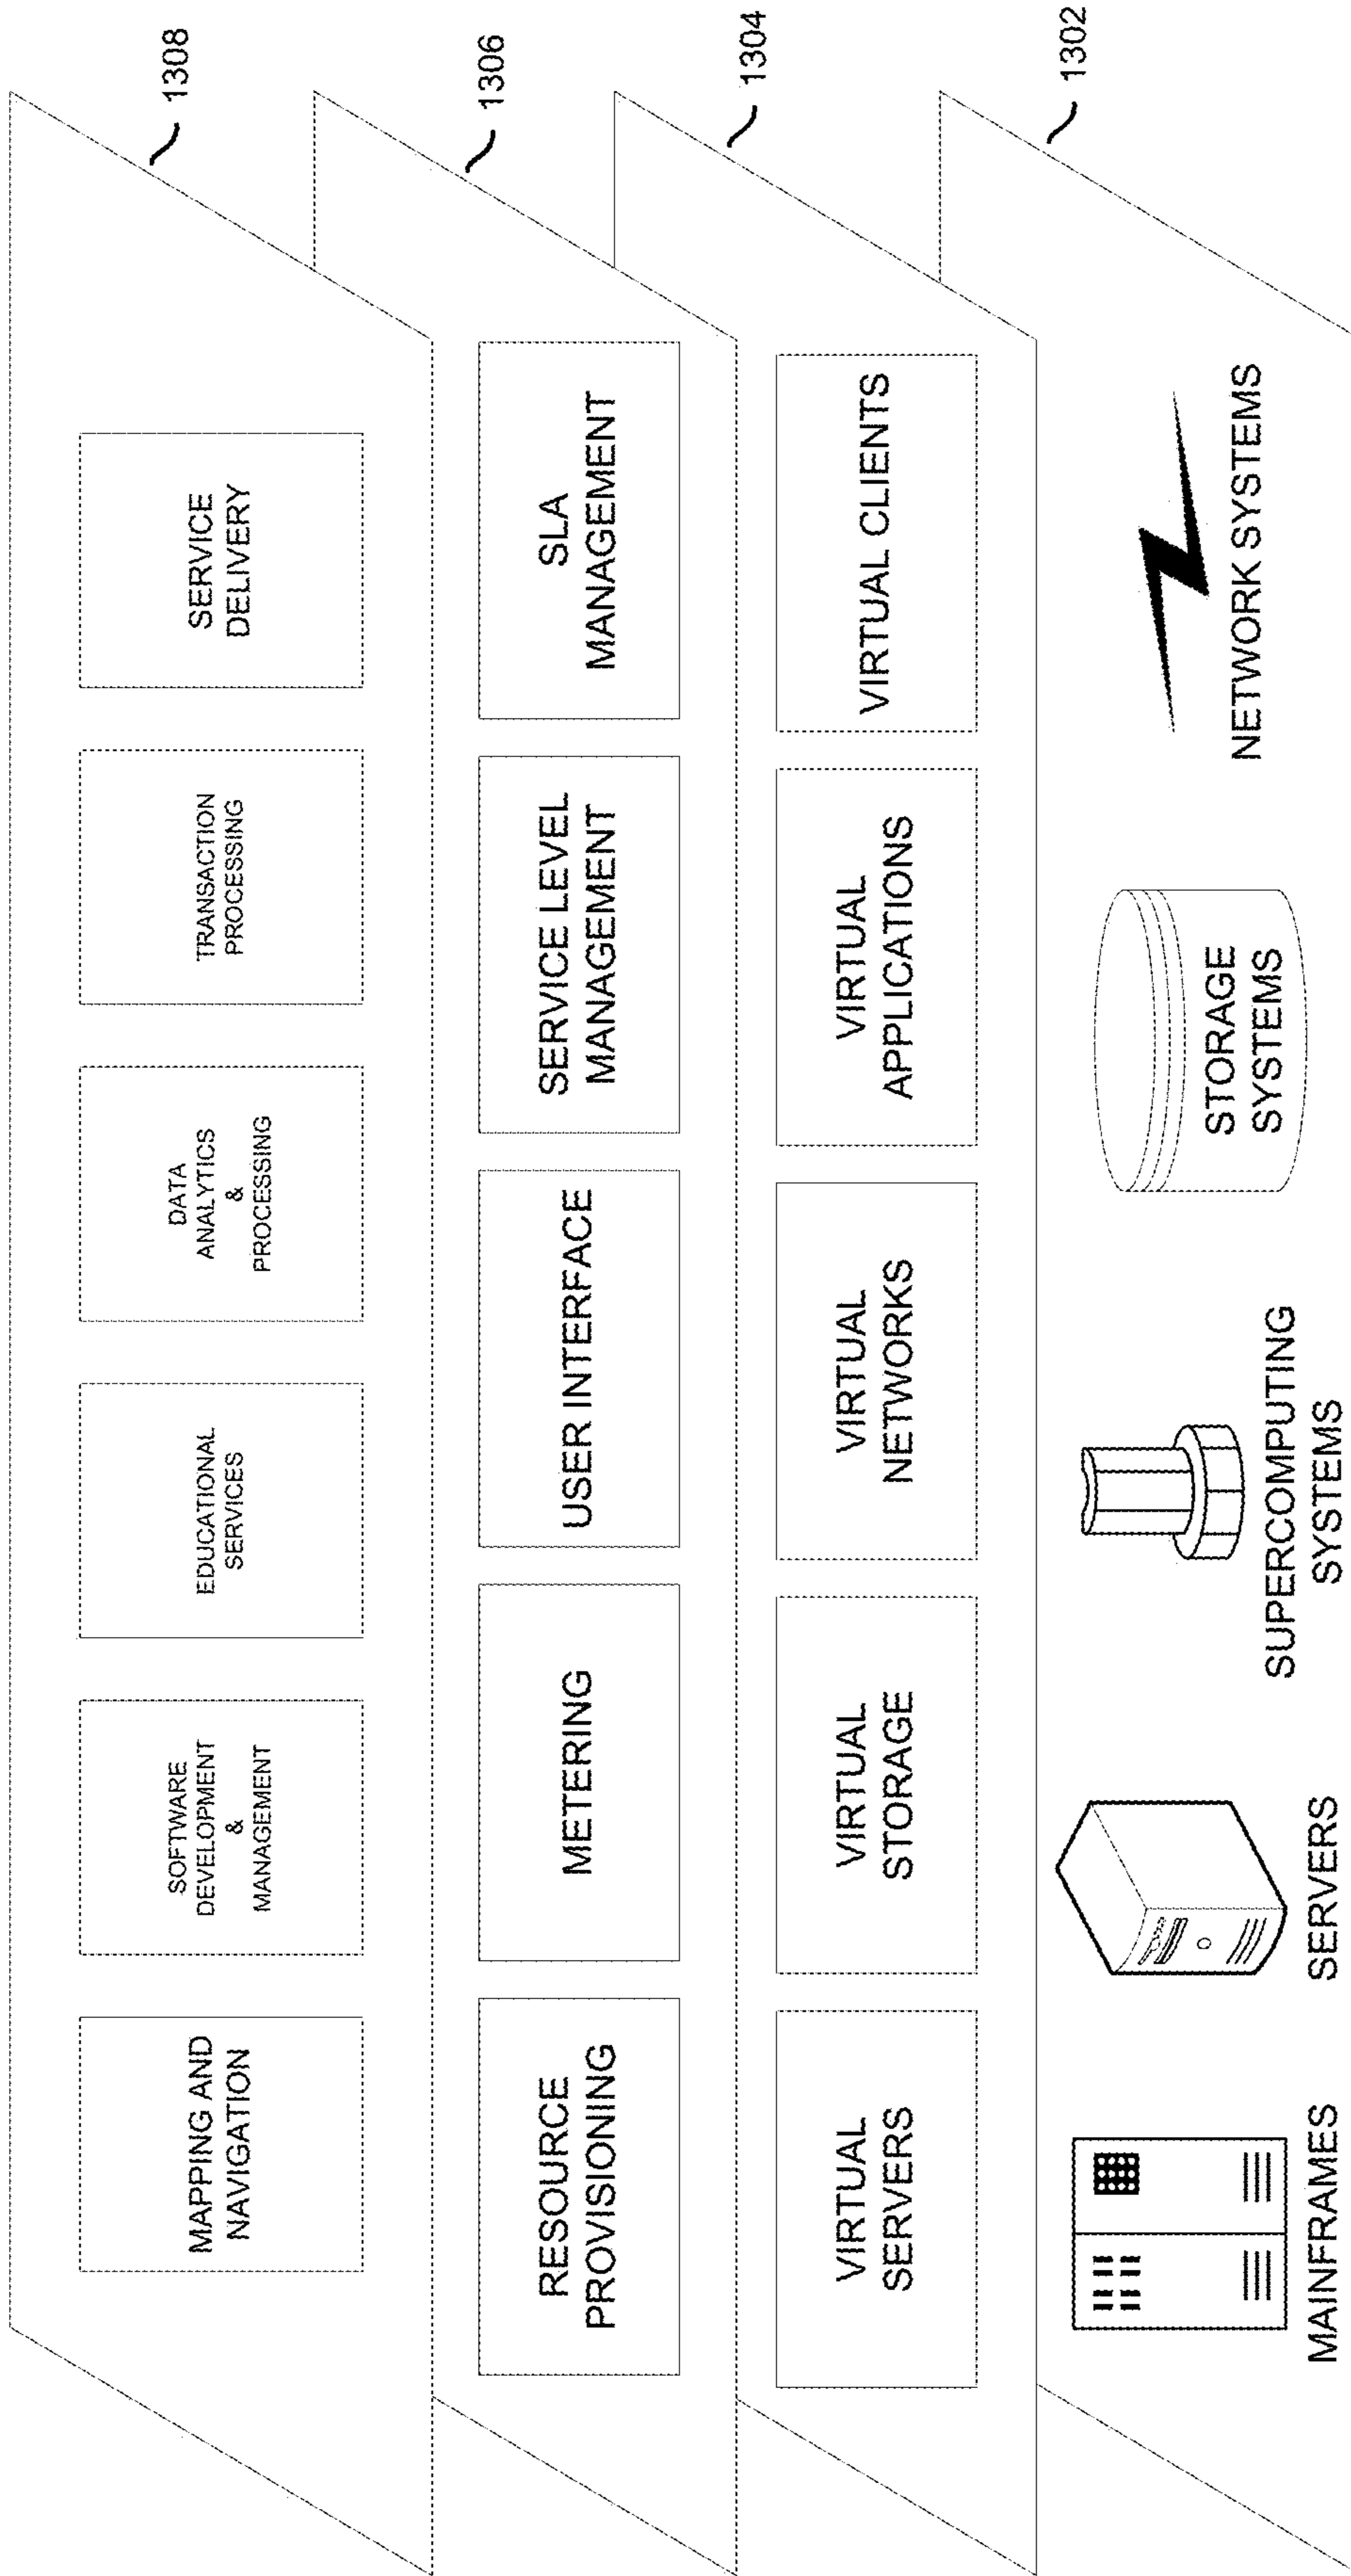 MAPPING AND
NAVIGATION
SOFTWARE
DEVELOPMENT
&
MANAGEMENT
EDUCATIONAL
SERVICES
DATA
ANALYTICS
&
PROCESSING
TRANSACTION
PROCESSING
SERVICE
DELIVERY
1308
RESOURCE
PROVISIONING
METERING
USER INTERFACE
SERVICE LEVEL
MANAGEMENT
SLA
MANAGEMENT
1306
VIRTUAL
SERVERS
VIRTUAL
STORAGE
VIRTUAL
NETWORKS
VIRTUAL
APPLICATIONS
VIRTUAL CLIENTS
1304
MAINFRAMES
SERVERS
SUPERCOMPUTING
SYSTEMS
STORAGE
SYSTEMS
NETWORK SYSTEMS
1302